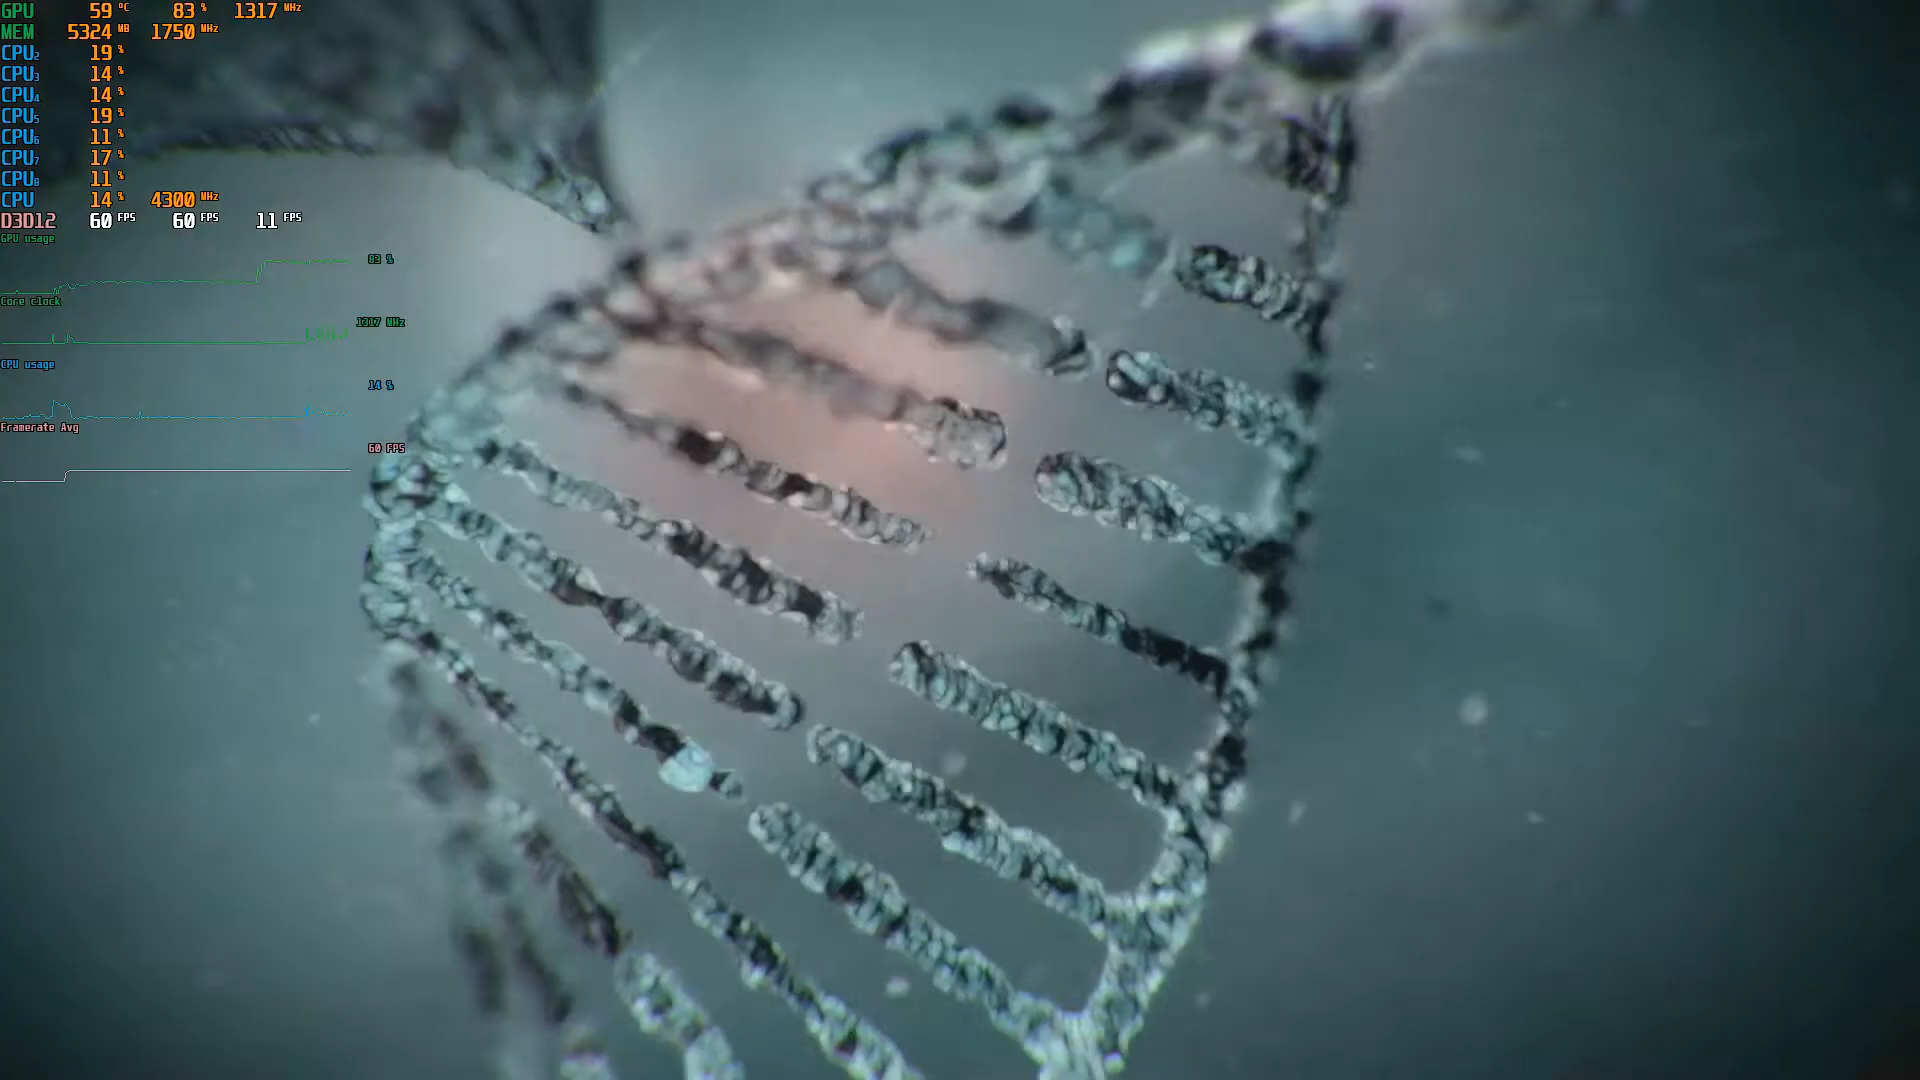 GPU 59 °C 83 % 1317 MHz
MEM 5324 MB 1750 MHz
CPU2 19 %
CPU3 14 %
CPU4 14 %
CPU5 19 %
CPU6 11 %
CPU7 17 %
CPU8 11 %
CPU 14 % 4300 MHz
D3D12 60 FPS 60 FPS 11 FPS
GPU usage
83 %
Core clock
1317 MHz
CPU usage
14 %
Framerate Avg
60 FPS